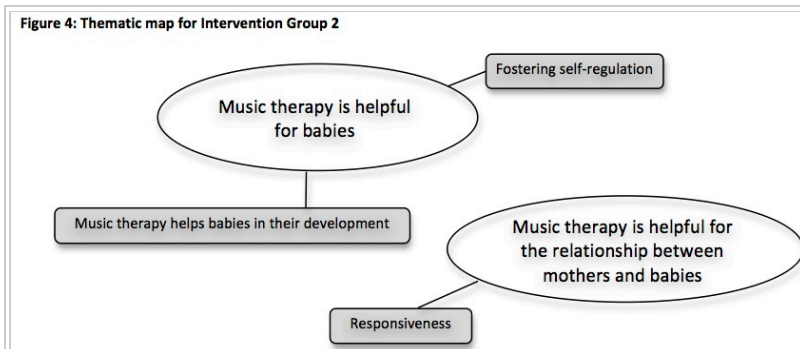 Figure 4: Thematic map for Intervention Group 2
Fostering self-regulation
Music therapy is helpful
for babies
Music therapy helps babies in their development
Music therapy is helpful for
the relationship between
mothers and babies
Responsiveness